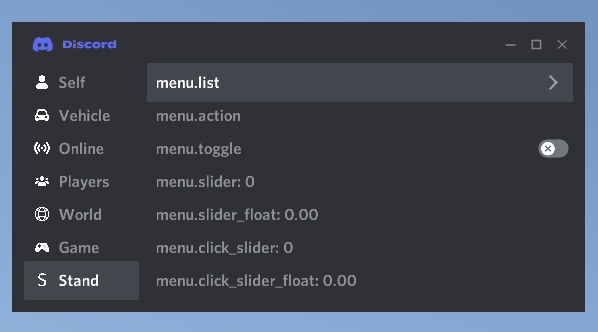 Discord
Self
menu.list
Vehicle
menu.action
Online
menu.toggle
Players
menu.slider: 0
World
menu.slider_float: 0.00
Game
menu.click_slider: 0
S Stand
menu.click_slider_float: 0.00